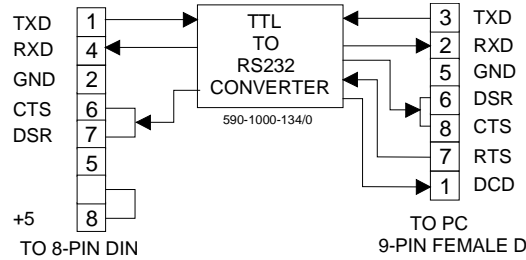 TXD 1
RXD 4
GND 2
CTS 6
DSR 7
5
+5 8
TO 8-PIN DIN
TTL
TO
RS232
CONVERTER
590-1000-134/0
3 TXD
2 RXD
5 GND
6 DSR
8 CTS
7 RTS
1 DCD
TO PC
9-PIN FEMALE D